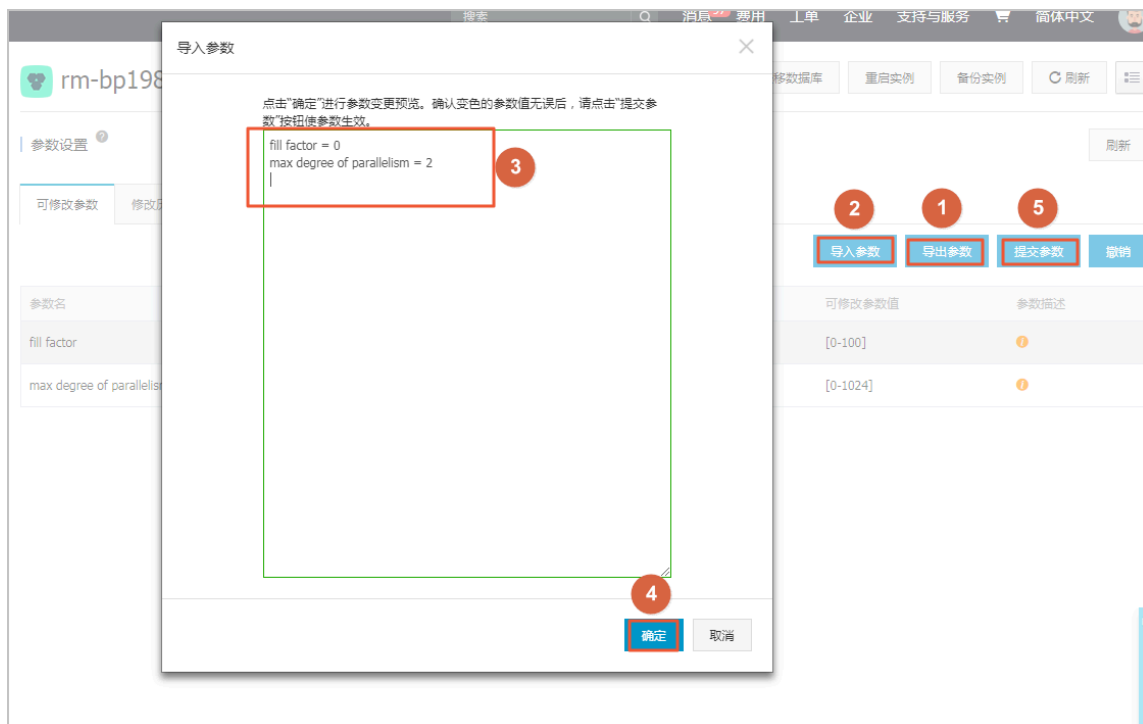 搜索 消息 57 费用 工单 企业 支持与服务 简体中文
导入参数
rm-bp198
移数据库 重启实例 备份实例 刷新
点击"确定"进行参数变更预览。确认变色的参数值无误后，请点击"提交参
数"按钮使参数生效。
参数设置 ?
刷新
fill factor = 0
max degree of parallelism = 2
3
可修改参数 修改历
2 1 5
导入参数 导出参数 提交参数 撤销
参数名 可修改参数值 参数描述
fill factor [0-100]
max degree of parallelism [0-1024]
4
确定 取消